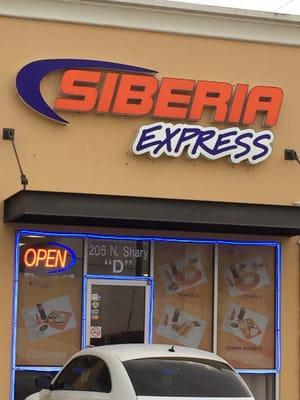 SIBERIA
EXPRESS
OPEN
205 N. Shary
"D"